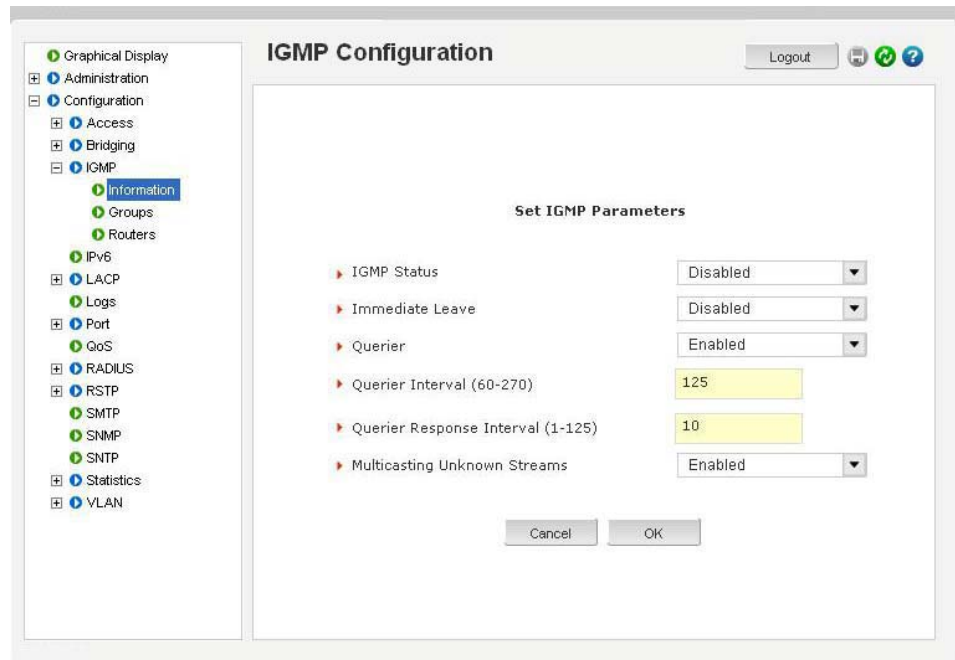 IGMP Configuration
Logout
Graphical Display
Administration
Configuration
Access
Bridging
IGMP
Information
Groups
Routers
IPv6
LACP
Logs
Port
QoS
RADIUS
RSTP
SMTP
SNMP
SNTP
Statistics
VLAN
Set IGMP Parameters
IGMP Status Disabled
Immediate Leave Disabled
Querier Enabled
Querier Interval (60-270) 125
Querier Response Interval (1-125) 10
Multicasting Unknown Streams Enabled
Cancel OK